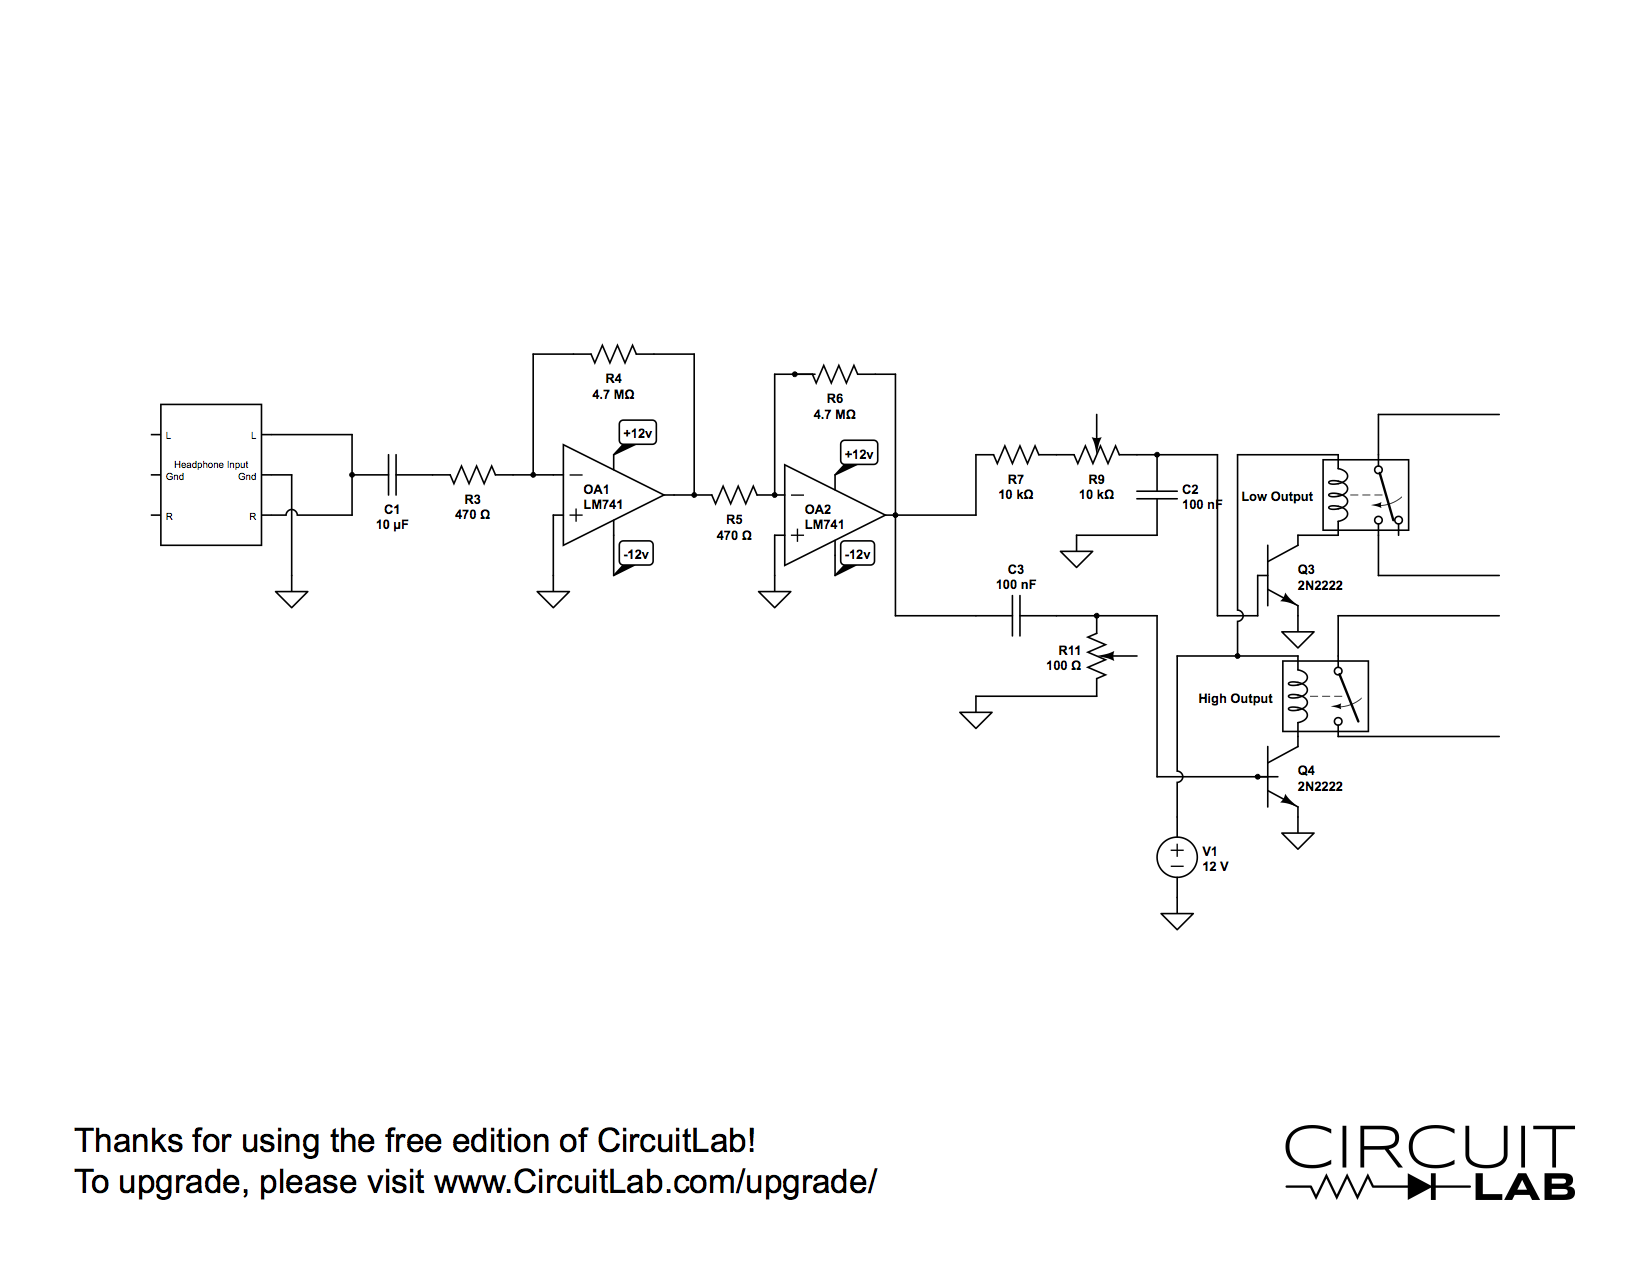 L
L
Headphone Input
Gnd
Gnd
R
R
C1
10 µF
R3
470 Ω
R4
4.7 MΩ
+12v
OA1
LM741
-12v
R5
470 Ω
R6
4.7 MΩ
+12v
OA2
LM741
-12v
R7
10 kΩ
R9
10 kΩ
C2
100 nF
Low Output
C3
100 nF
Q3
2N2222
R11
100 Ω
High Output
Q4
2N2222
V1
12 V
Thanks for using the free edition of CircuitLab!
To upgrade, please visit www.CircuitLab.com/upgrade/
CIRCUIT
LAB